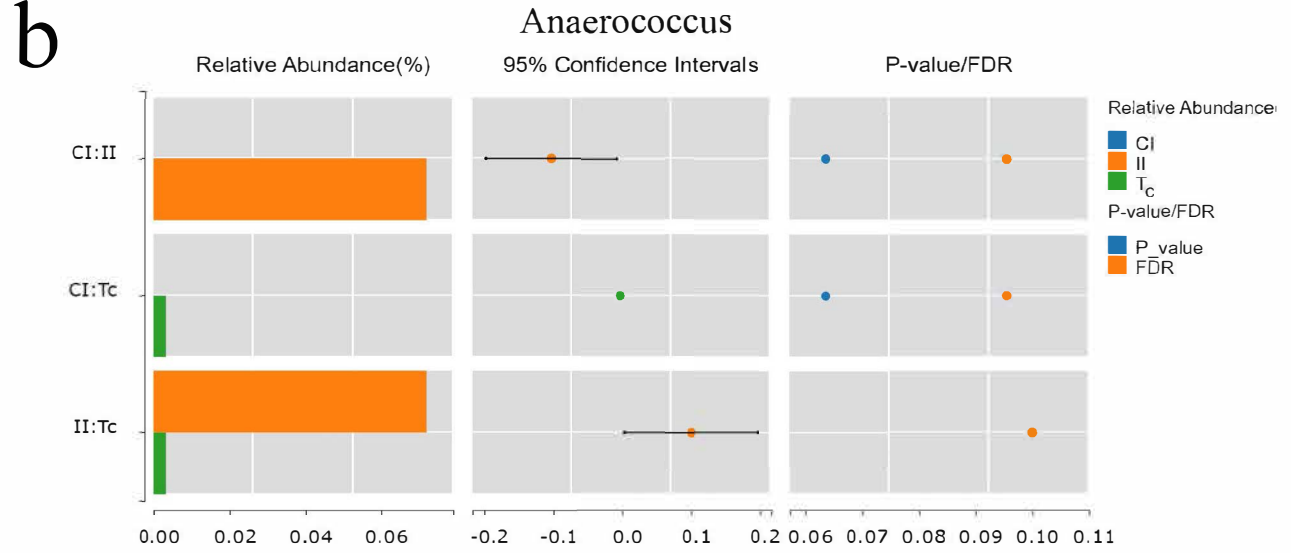 b
Anaerococcus
Relative Abundance(%)
95% Confidence Intervals
P-value/FDR
CI:II
CI:Tc
II:Tc
0.00 0.02 0.04 0.06
-0.2 -0.1 0.0 0.1 0.2
0.06 0.07 0.08 0.09 0.10 0.11
Relative Abundance
CI
II
Tc
P-value/FDR
P_value
FDR